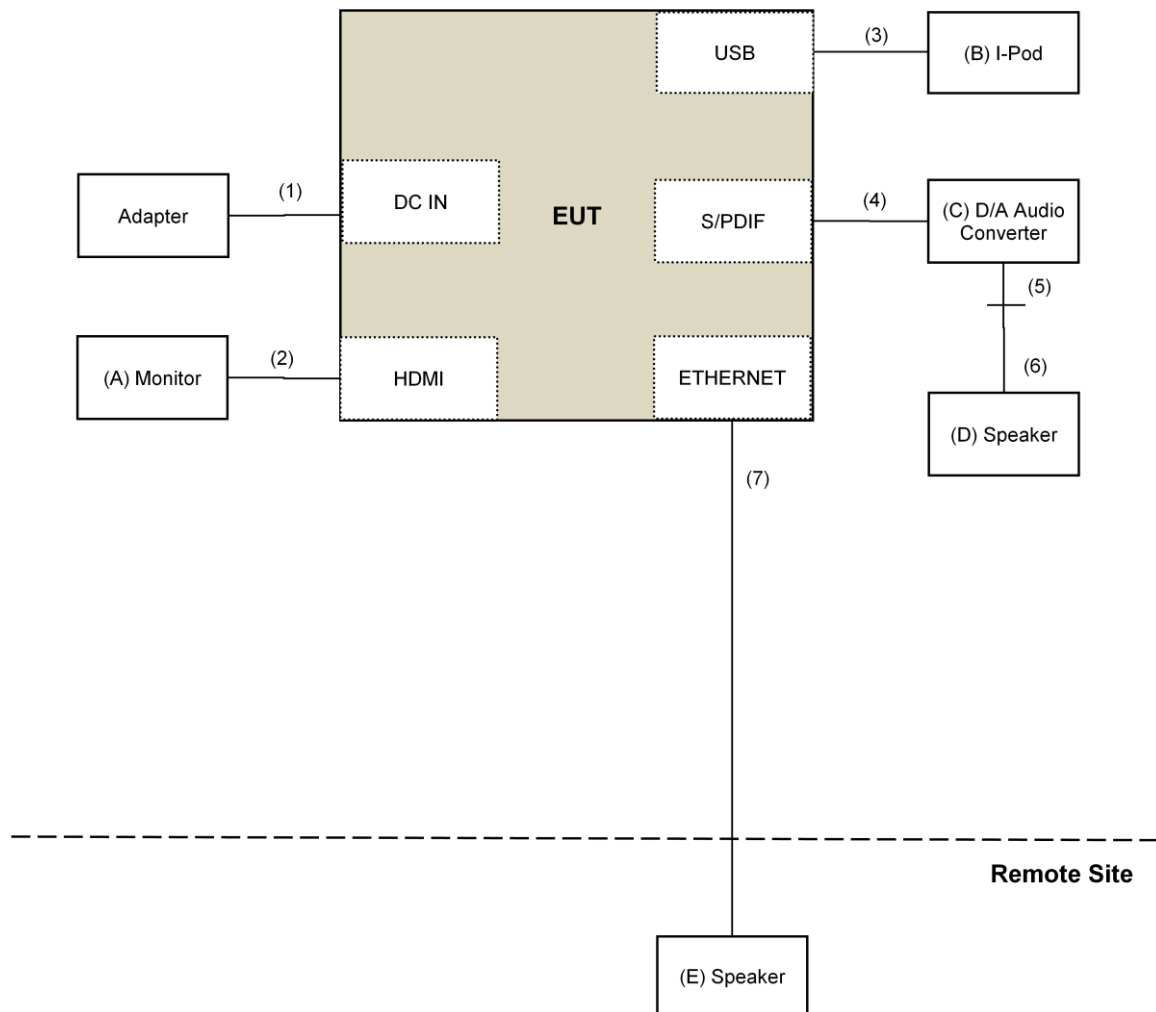 USB
(3)
(B) I-Pod
Adapter
(1)
DC IN
EUT
S/PDIF
(4)
(C) D/A Audio
Converter
(5)
(A) Monitor
(2)
HDMI
ETHERNET
(6)
(D) Speaker
(7)
Remote Site
(E) Speaker